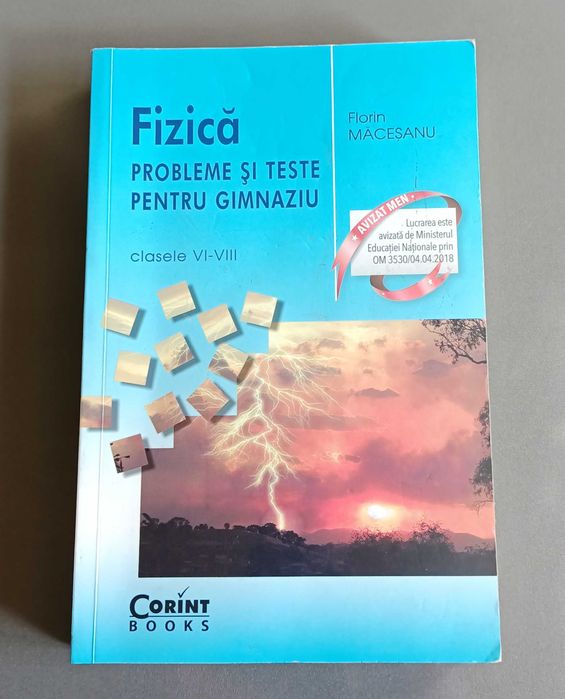 Fizică
PROBLEME ŞI TESTE
PENTRU GIMNAZIU
clasele VI-VIII
Florin
MĂCEŞANU
★ AVIZAT MEN ★
Lucrarea este
avizată de Ministerul
Educației Naționale prin
OM 3530/04.04.2018
CORINT
BOOKS